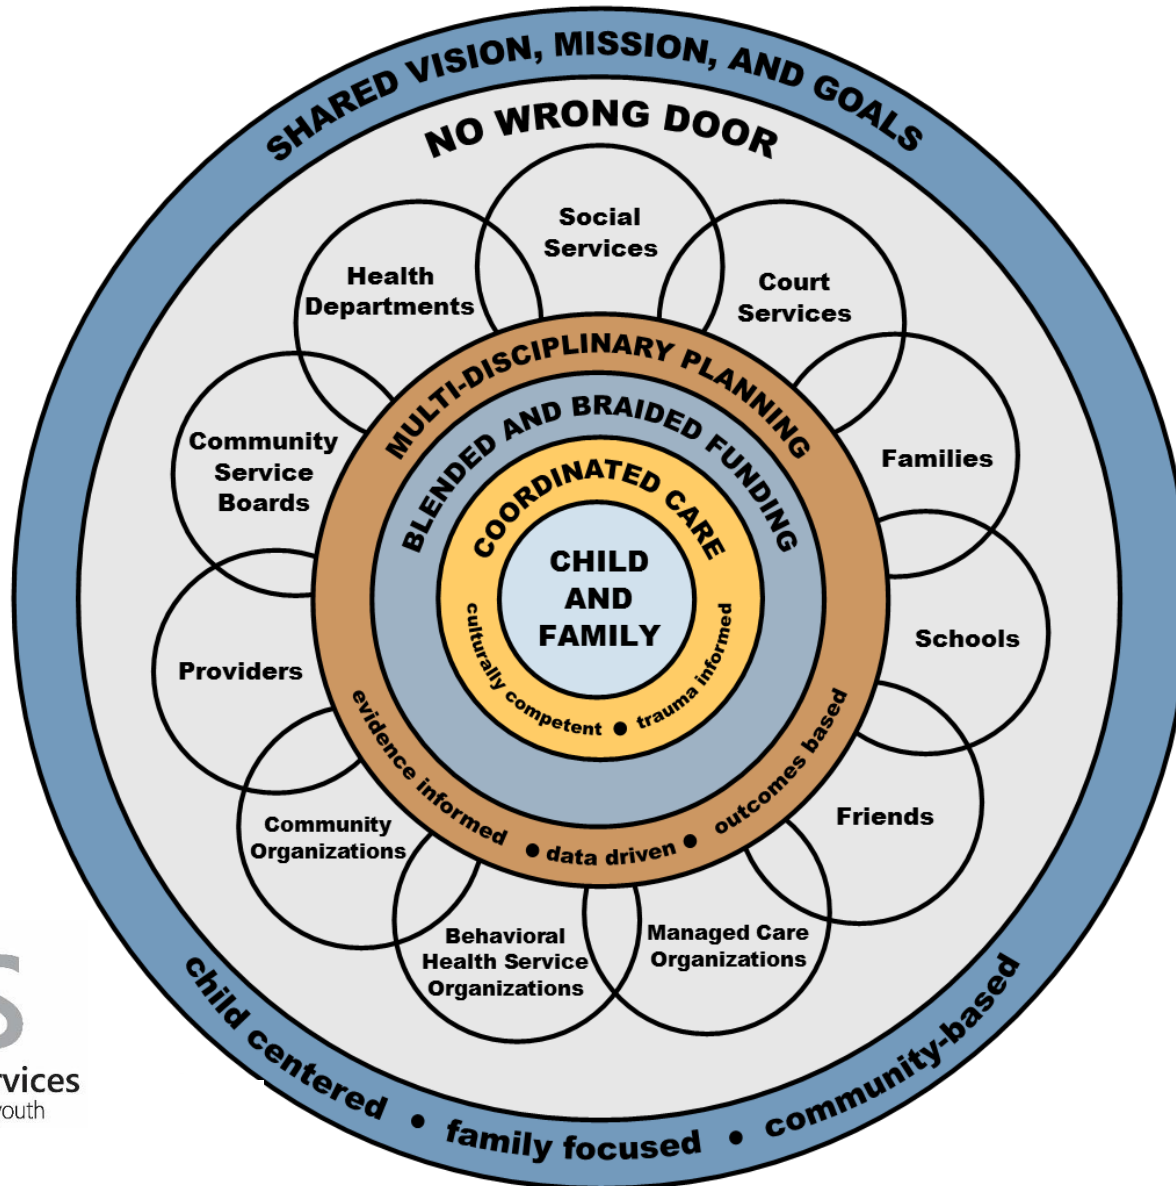 SHARED VISION, MISSION, AND GOALS
NO WRONG DOOR
Social
Services
Health
Departments
Court
Services
MULTI-DISCIPLINARY PLANNING
BLENDED AND BRAIDED FUNDING
Community
Service
Boards
Families
COORDINATED CARE
CHILD
AND
FAMILY
culturally competent ● trauma informed
Schools
Providers
evidence informed ● data driven ● outcomes based
Friends
Community
Organizations
Behavioral
Health Service
Organizations
Managed Care
Organizations
S
rvices
youth
child centered ● family focused ● community-based